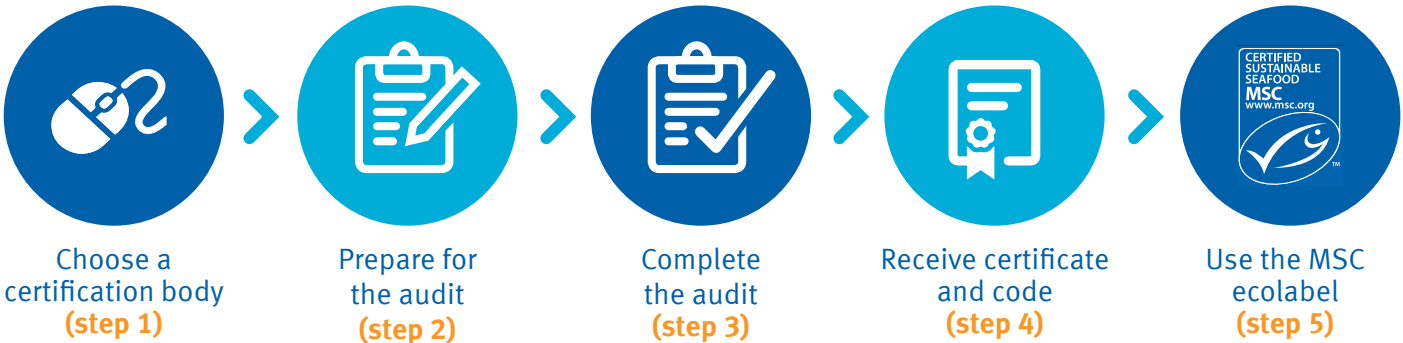 CERTIFIED
SUSTAINABLE
SEAFOOD
MSC
www.msc.org
TM
Choose a
certification body
(step 1)
Prepare for
the audit
(step 2)
Complete
the audit
(step 3)
Receive certificate
and code
(step 4)
Use the MSC
ecolabel
(step 5)